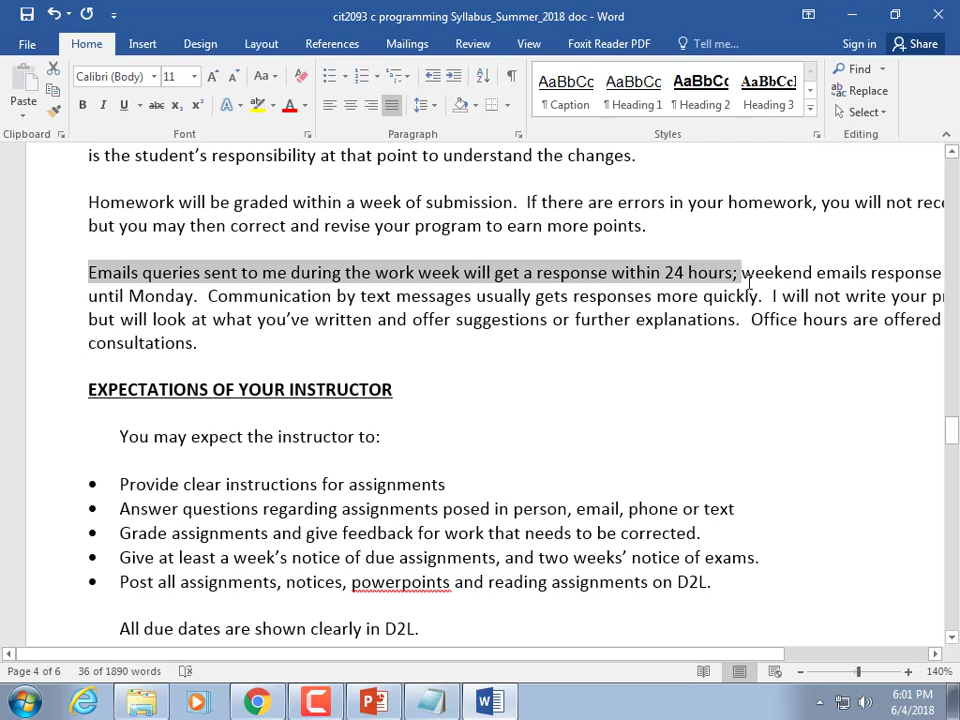 cit2093 c programming Syllabus_Summer_2018 doc - Word
File Home Insert Design Layout References Mailings Review View Foxit Reader PDF Tell me... Sign in Share
Paste Calibri (Body) 11 Aa AaBbCc AaBbCc AaBbCc AaBbCc Find
B I U abc x2 x2 A A ¶ Caption ¶ Heading 1 ¶ Heading 2 Heading 3 Replace
Select
Clipboard Font Paragraph Styles Editing
is the student's responsibility at that point to understand the changes.
Homework will be graded within a week of submission. If there are errors in your homework, you will not rece
but you may then correct and revise your program to earn more points.
Emails queries sent to me during the work week will get a response within 24 hours; weekend emails response
until Monday. Communication by text messages usually gets responses more quickly. I will not write your pr
but will look at what you've written and offer suggestions or further explanations. Office hours are offered
consultations.
EXPECTATIONS OF YOUR INSTRUCTOR
You may expect the instructor to:
• Provide clear instructions for assignments
• Answer questions regarding assignments posed in person, email, phone or text
• Grade assignments and give feedback for work that needs to be corrected.
• Give at least a week's notice of due assignments, and two weeks' notice of exams.
• Post all assignments, notices, powerpoints and reading assignments on D2L.
All due dates are shown clearly in D2L.
Page 4 of 6 36 of 1890 words 140%
6:01 PM
6/4/2018